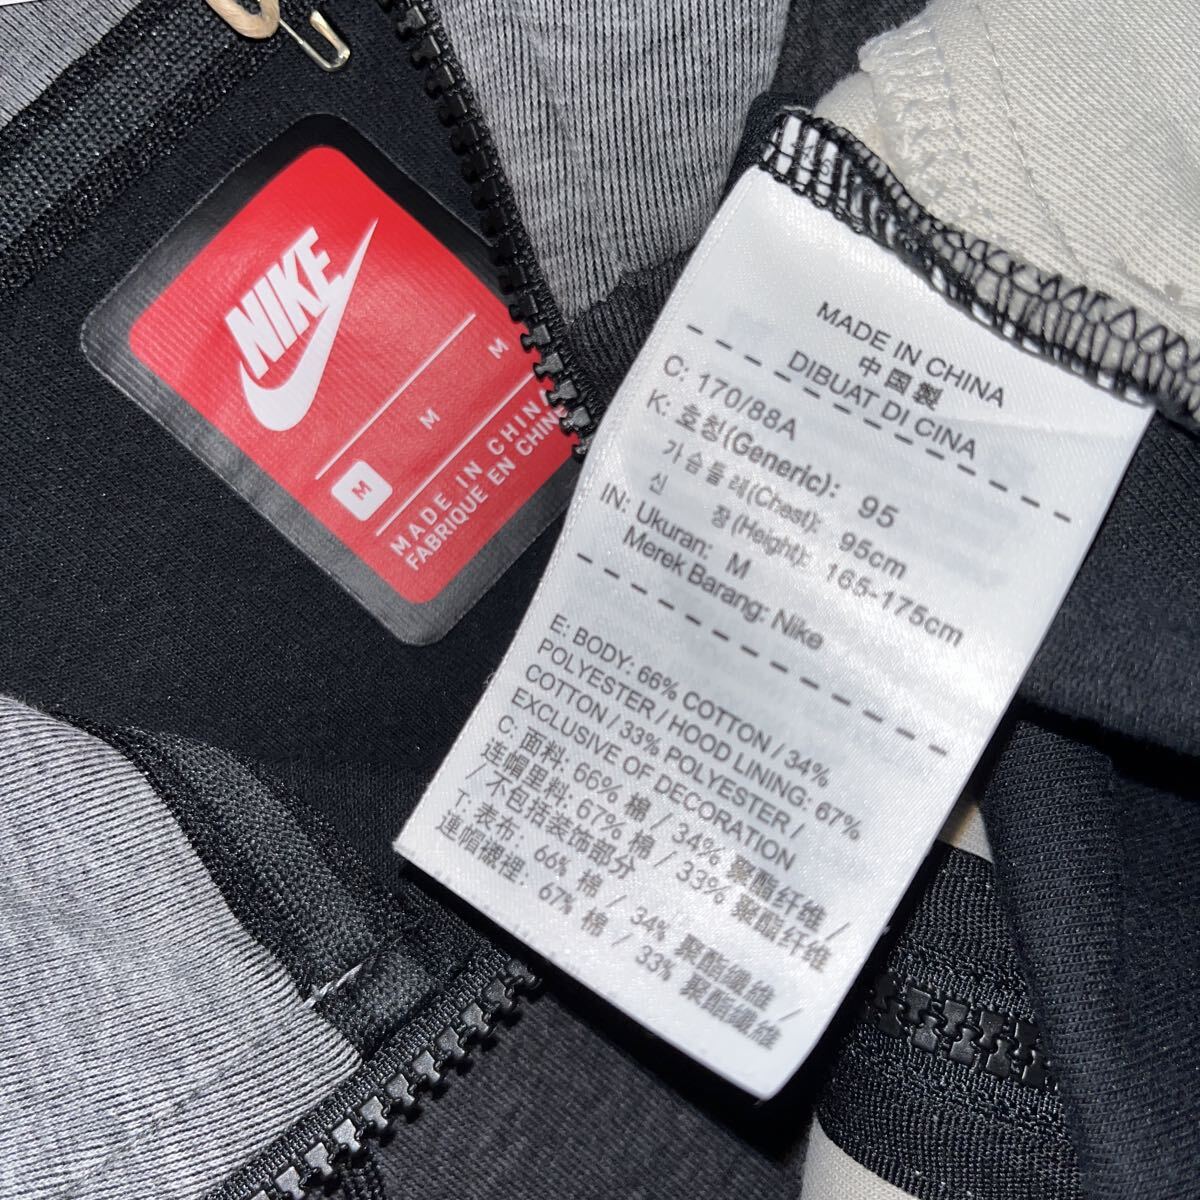 NIKE
M
M
M
MADE IN CHINA
FABRIQUE EN CHINE
MADE IN CHINA
中國製
DIBUAT DI CINA
C: 170/88A
K: 호칭(Generic): 95
가슴둘레(Chest): 95cm
신 장(Height): 165-175cm
IN: Ukuran: M
Merek Barang: Nike
E: BODY: 66% COTTON / 34%
POLYESTER / HOOD LINING: 67%
COTTON / 33% POLYESTER /
EXCLUSIVE OF DECORATION
C: 面料: 66% 棉 / 34% 聚酯纤维 /
连帽里料: 67% 棉 / 33% 聚酯纤维
/ 不包括装饰部分
T: 表布: 66% 棉 / 34% 聚酯纖維 /
連帽襯裡: 67% 棉 / 33% 聚酯纖維